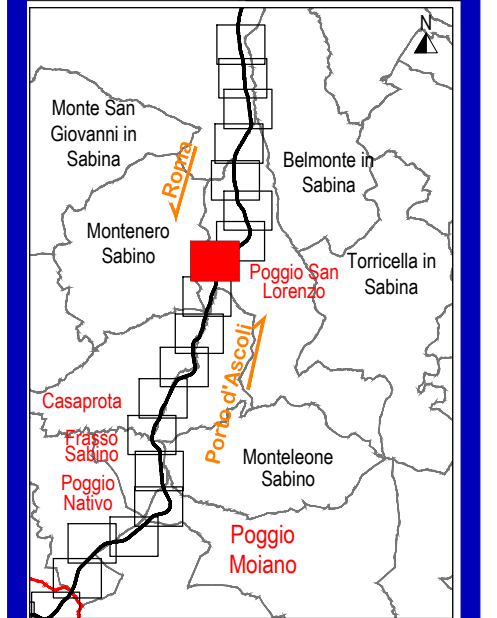 N
Monte San
Giovanni in
Sabina
Roma
Belmonte in
Sabina
Montenero
Sabino
Poggio San
Lorenzo
Torricella in
Sabina
Porto d'Ascoli
Casaprota
Frasso
Sabino
Poggio
Nativo
Monteleone
Sabino
Poggio
Moiano